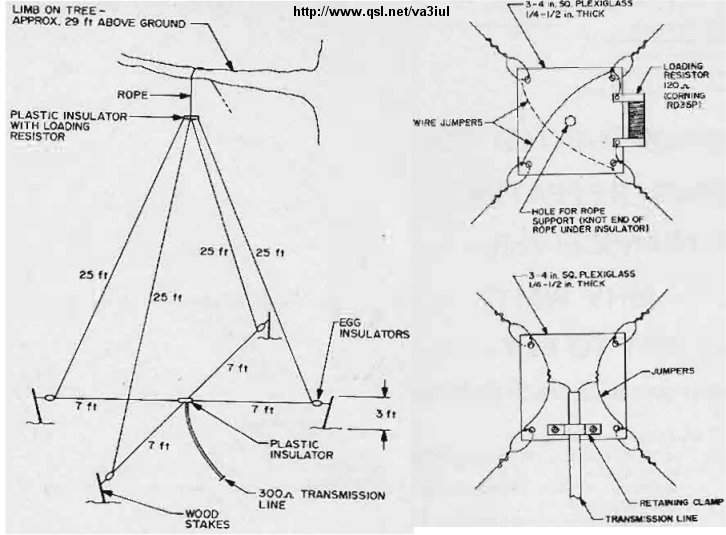 http://www.qsl.net/va3iul
LIMB ON TREE-
APPROX. 29 ft ABOVE GROUND
ROPE
PLASTIC INSULATOR
WITH LOADING
RESISTOR
25 ft
25 ft
25 ft
25 ft
EGG
INSULATORS
7 ft
7 ft
7 ft
7 ft
3 ft
PLASTIC
INSULATOR
300Ω TRANSMISSION
LINE
WOOD
STAKES
3-4 in. SQ. PLEXIGLASS
1/4-1/2 in. THICK
LOADING
RESISTOR
120Ω
(CORNING
RD35P)
WIRE JUMPERS
HOLE FOR ROPE
SUPPORT (KNOT END OF
ROPE UNDER INSULATOR)
3-4 in. SQ. PLEXIGLASS
1/4-1/2 in. THICK
JUMPERS
RETAINING CLAMP
TRANSMISSION LINE